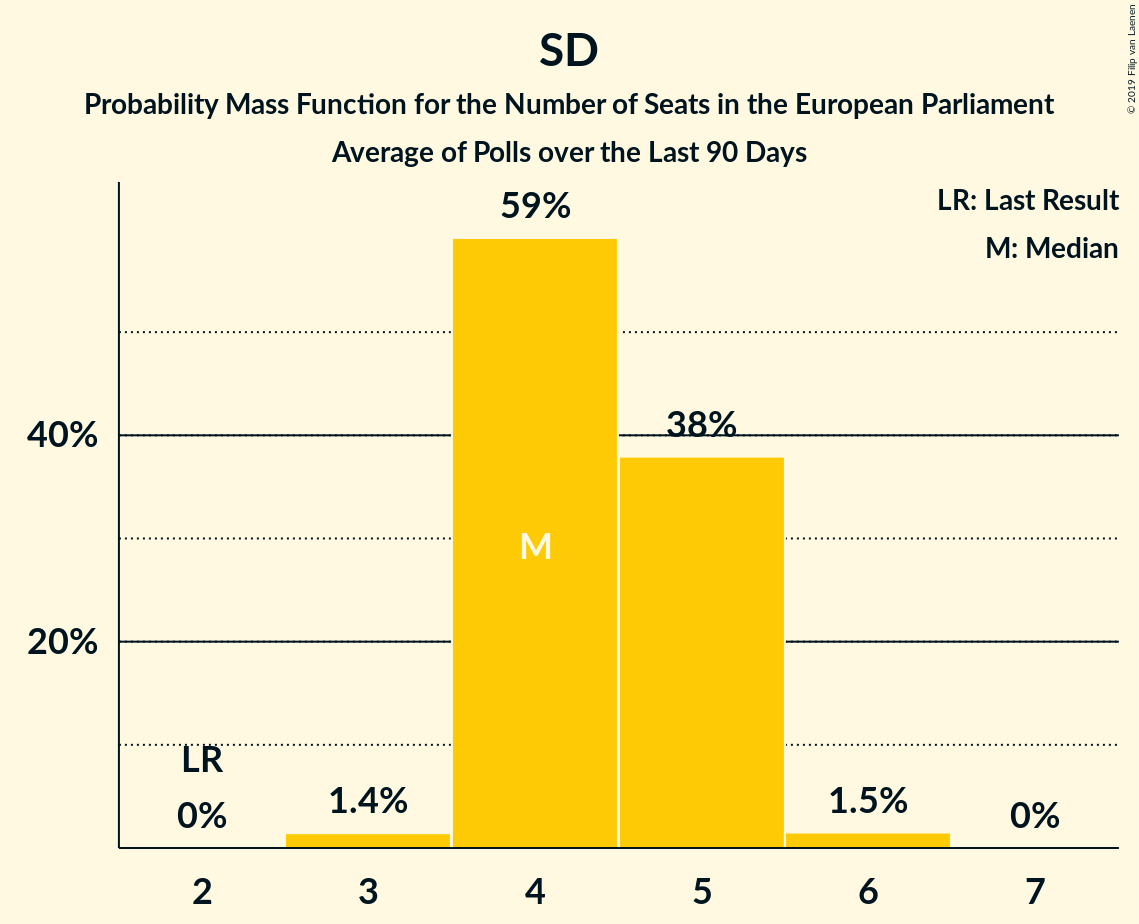 SD
Probability Mass Function for the Number of Seats in the European Parliament
Average of Polls over the Last 90 Days
© 2019 Filip van Laenen
LR: Last Result
M: Median
59%
38%
40%
M
20%
LR
0%
1.4%
1.5%
0%
2 3 4 5 6 7